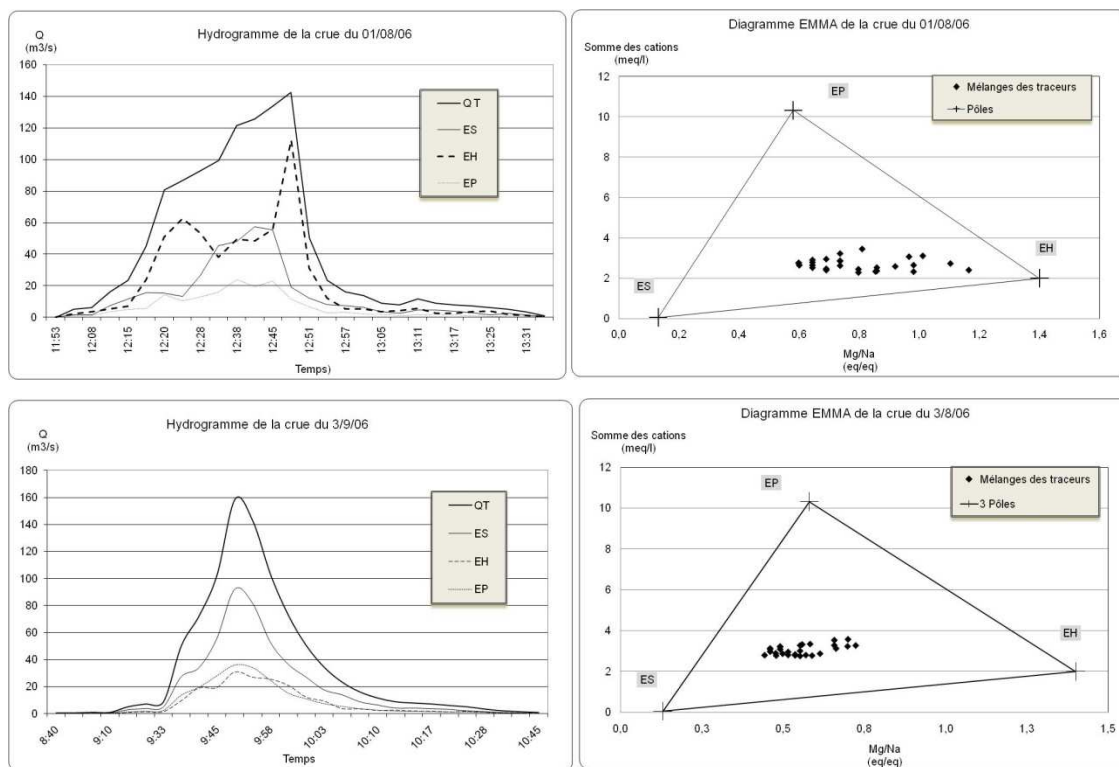 Hydrogramme de la crue du 01/08/06
Q
(m3/s)
160
140
120
100
80
60
40
20
0
QT
ES
EH
EP
11:53
12:08
12:15
12:20
12:28
12:38
12:45
12:51
12:57
13:05
13:11
13:17
13:25
13:31
Temps)
Diagramme EMMA de la crue du 01/08/06
Somme des cations
(meq/l)
12
10
8
6
4
2
0
EP
EH
ES
Mélanges des traceurs
Pôles
0,0
0,2
0,4
0,6
0,8
1,0
1,2
1,4
1,6
Mg/Na
(eq/eq)
Hydrogramme de la crue du 3/9/06
Q
(m3/s)
180
160
140
120
100
80
60
40
20
0
QT
ES
EH
EP
8:40
9:10
9:33
9:45
9:58
10:03
10:10
10:17
10:28
10:45
Temps
Diagramme EMMA de la crue du 3/8/06
Somme des cations
(meq/l)
12
10
8
6
4
2
0
EP
EH
ES
Mélanges des traceurs
3 Pôles
0,0
0,3
0,5
0,8
1,0
1,3
1,5
Mg/Na
(eq/eq)